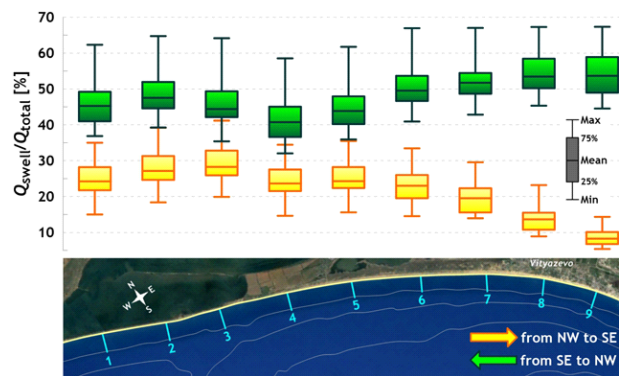 70
60
50
40
30
20
10
Qswell/Qtotal [%]
Max
75%
Mean
25%
Min
Vityazevo
N
E
W
S
1
2
3
4
5
6
7
8
9
from NW to SE
from SE to NW